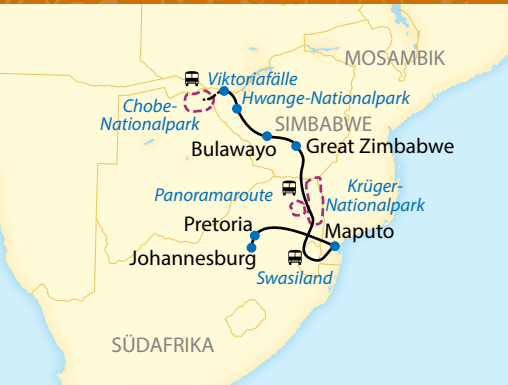 MOSAMBIK
Viktoriafälle
Chobe-
Nationalpark
Hwange-Nationalpark
SIMBABWE
Bulawayo
Great Zimbabwe
Panoramaroute
Krüger-
Nationalpark
Pretoria
Maputo
Johannesburg
Swasiland
SÜDAFRIKA